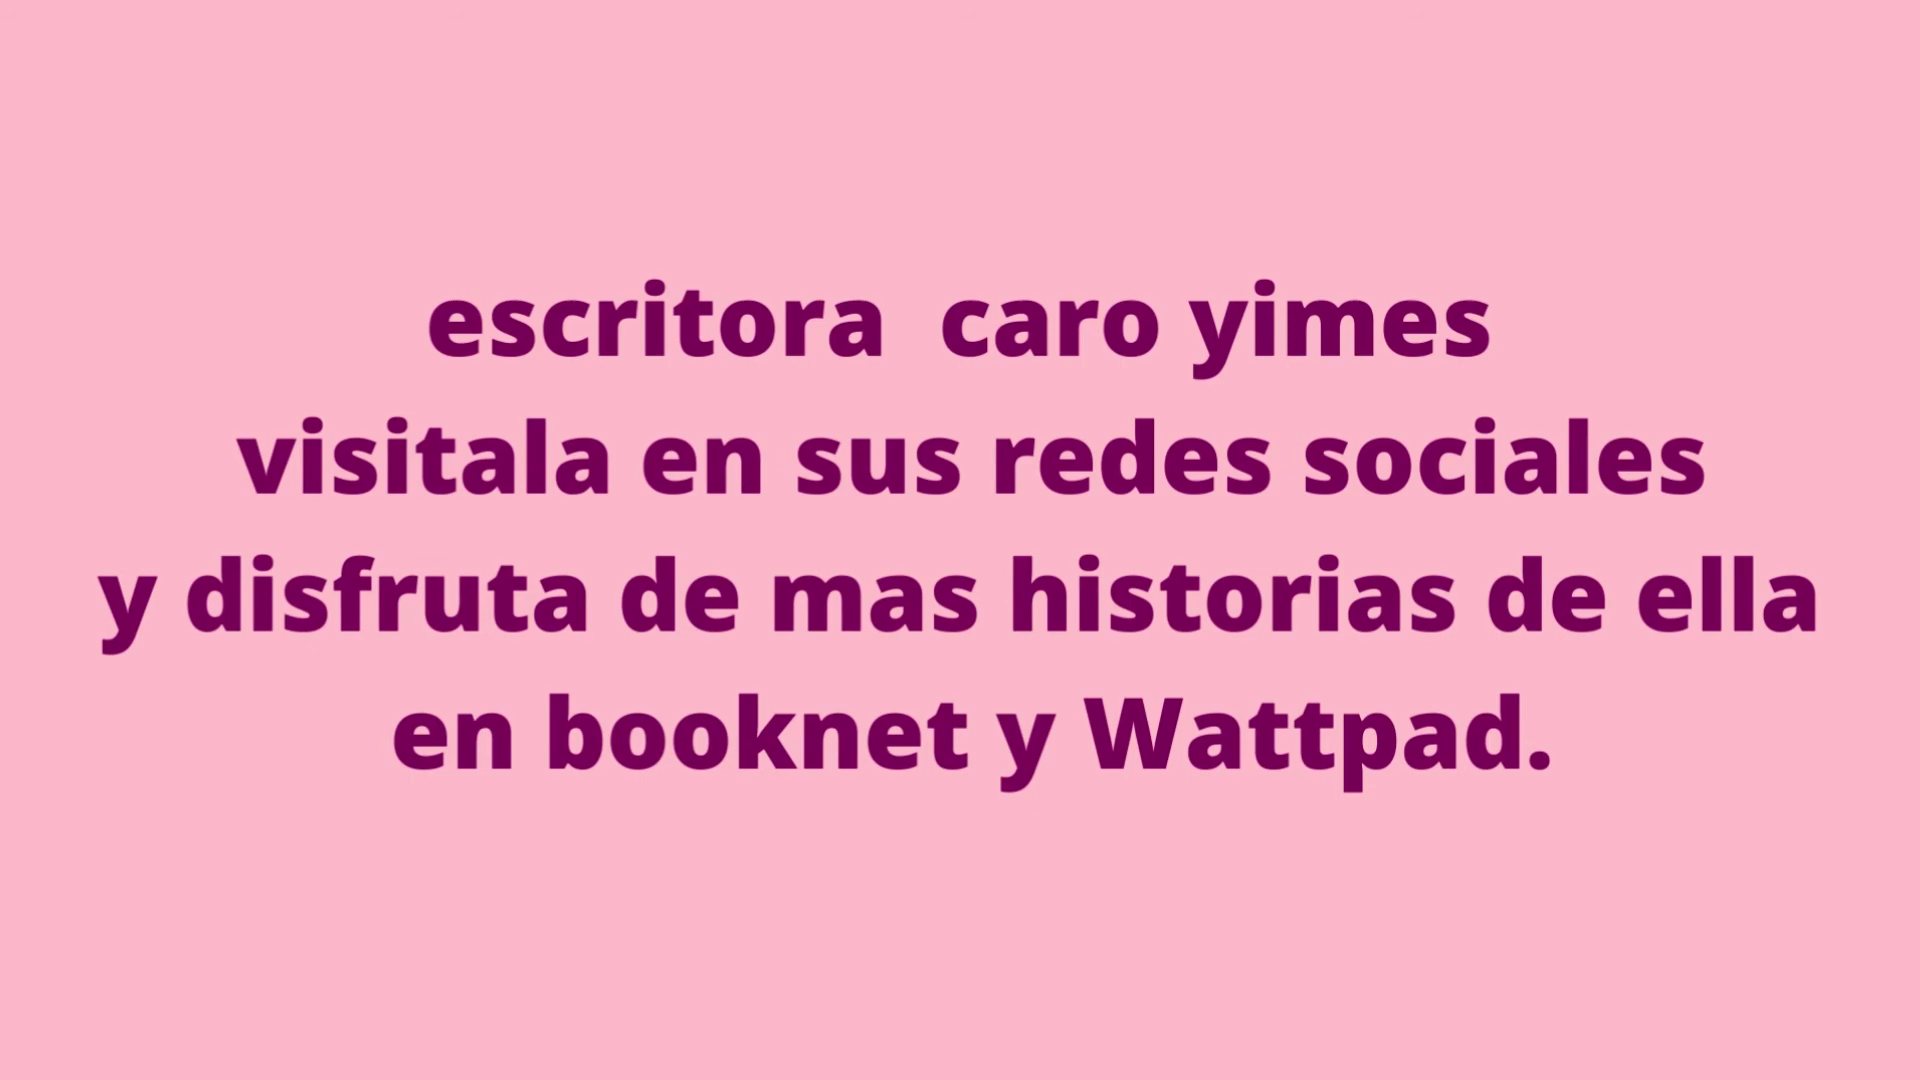 escritora  caro yimes
visitala en sus redes sociales
y disfruta de mas historias de ella
en booknet y Wattpad.